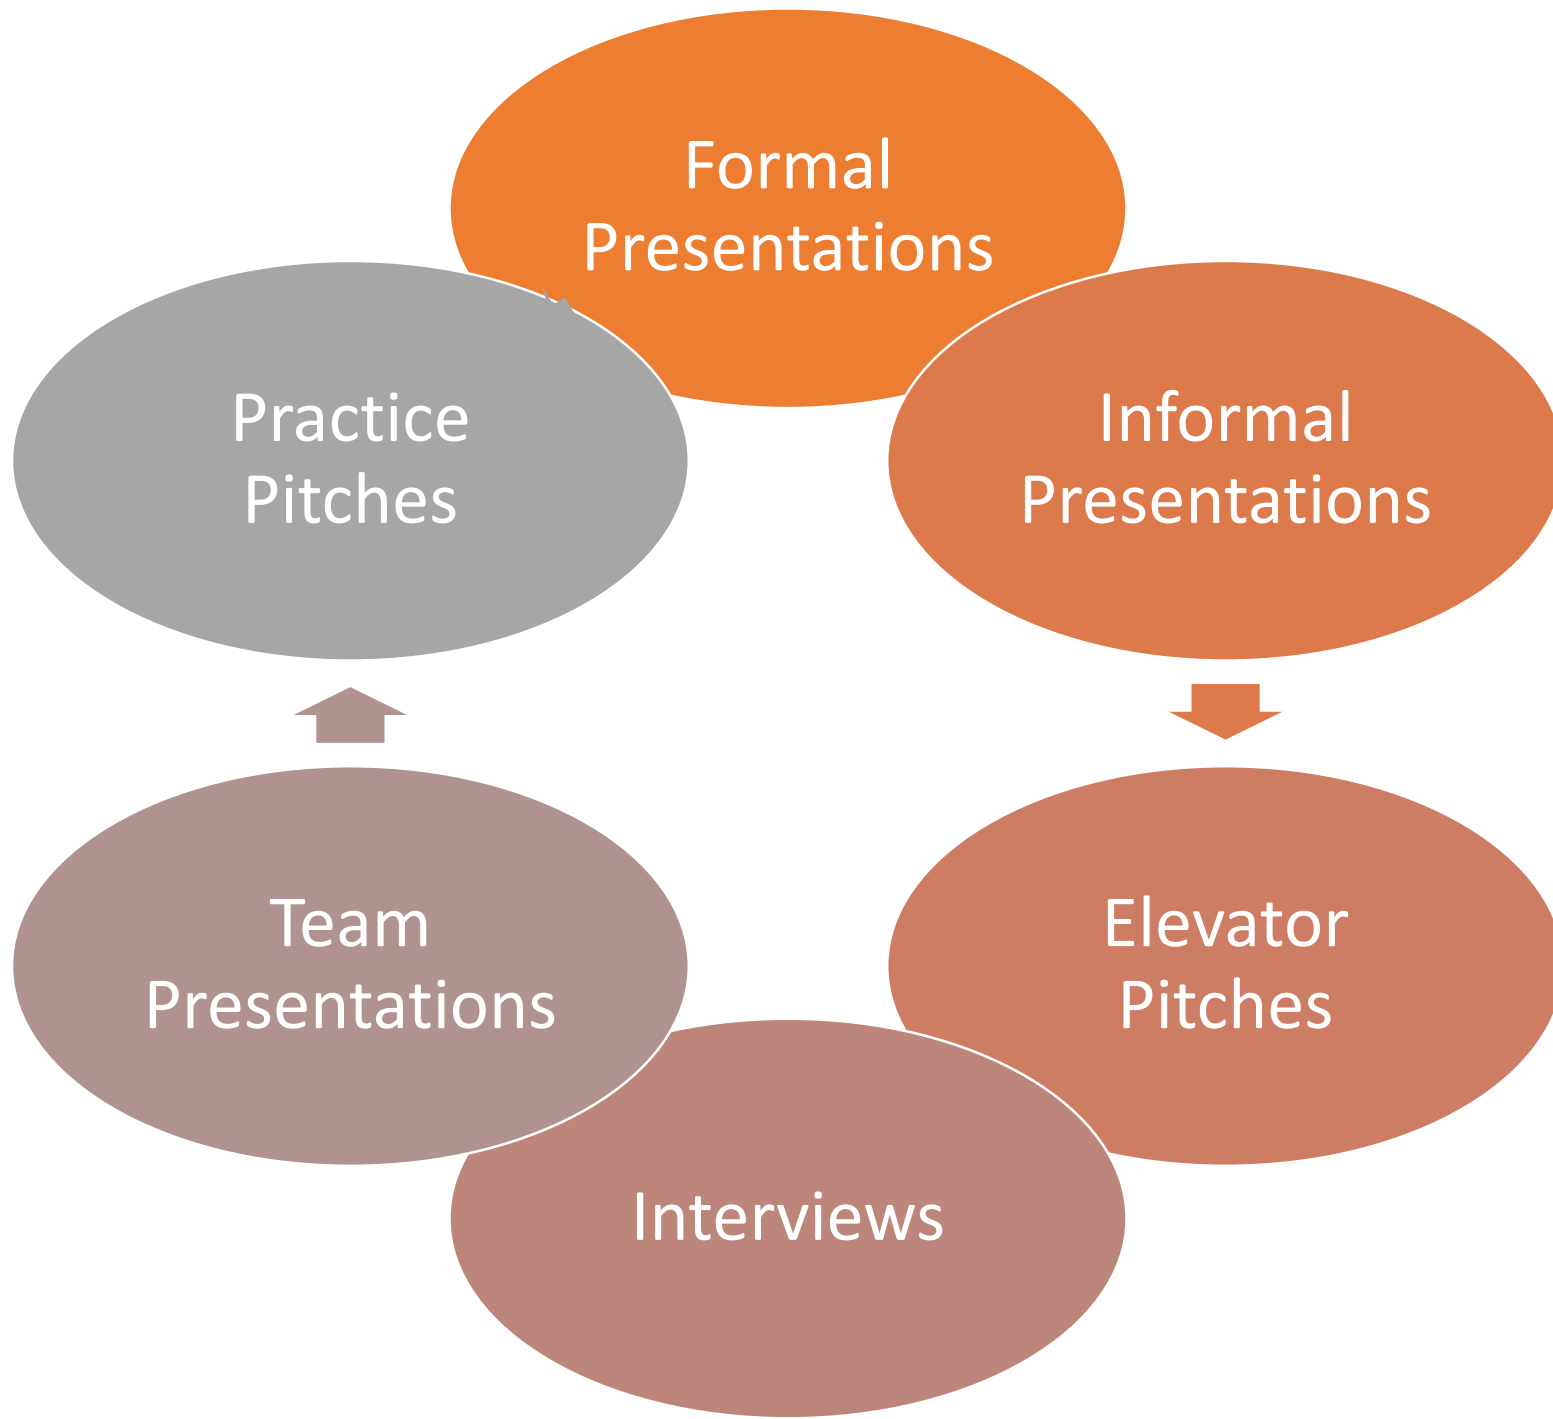 Formal
Presentations
Informal
Presentations
Elevator
Pitches
Interviews
Team
Presentations
Practice
Pitches